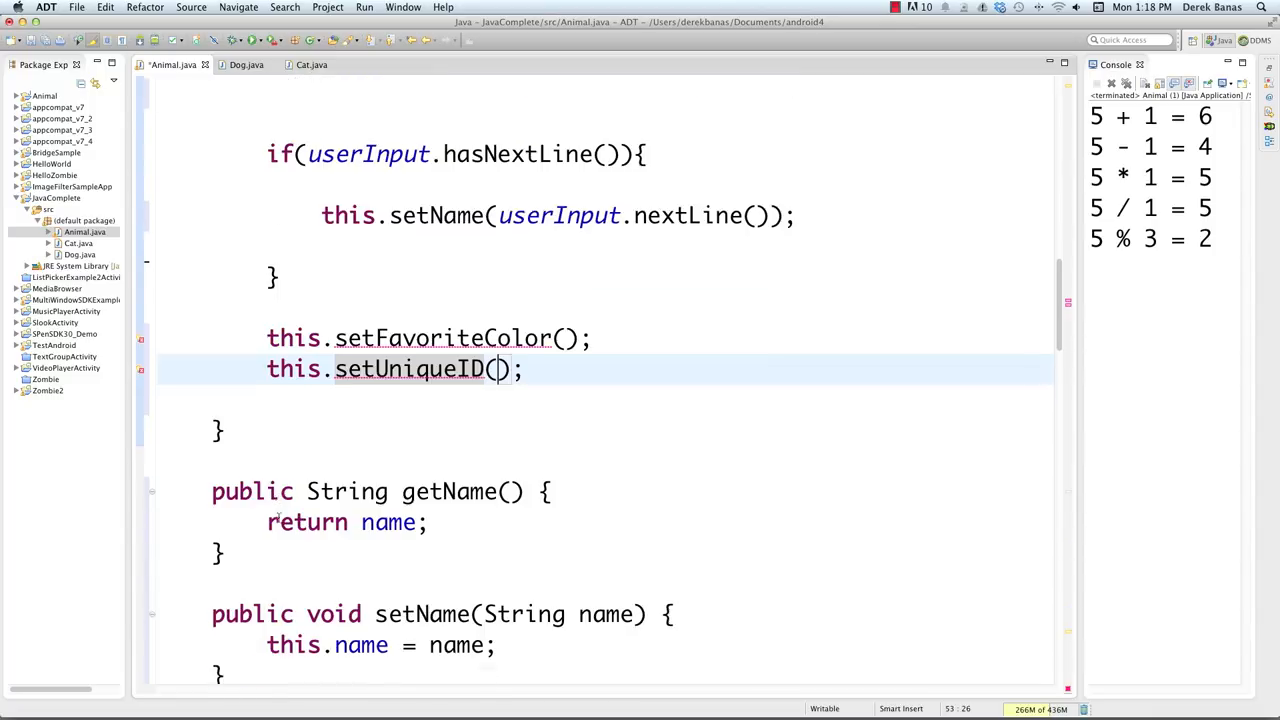 ADT File Edit Refactor Source Navigate Search Project Run Window Help
10
Mon 1:18 PM Derek Banas
Java – JavaComplete/src/Animal.java – ADT – /Users/derekbanas/Documents/android4
Quick Access
Java
DDMS
Package Exp
*Animal.java
Dog.java
Cat.java
Console
<terminated> Animal (1) [Java Application] /S
Animal
appcompat_v7
appcompat_v7_2
appcompat_v7_3
appcompat_v7_4
BridgeSample
HelloWorld
HelloZombie
ImageFilterSampleApp
JavaComplete
src
(default package)
Animal.java
Cat.java
Dog.java
JRE System Library [Ja
ListPickerExample2Activi
MediaBrowser
MultiWindowSDKExample
MusicPlayerActivity
SlookActivity
SPenSDK30_Demo
TestAndroid
TextGroupActivity
VideoPlayerActivity
Zombie
Zombie2
if(userInput.hasNextLine()){
this.setName(userInput.nextLine());
}
this.setFavoriteColor();
this.setUniqueID();
}
public String getName() {
return name;
}
public void setName(String name) {
this.name = name;
}
5 + 1 = 6
5 - 1 = 4
5 * 1 = 5
5 / 1 = 5
5 % 3 = 2
Writable
Smart Insert
53 : 26
266M of 436M